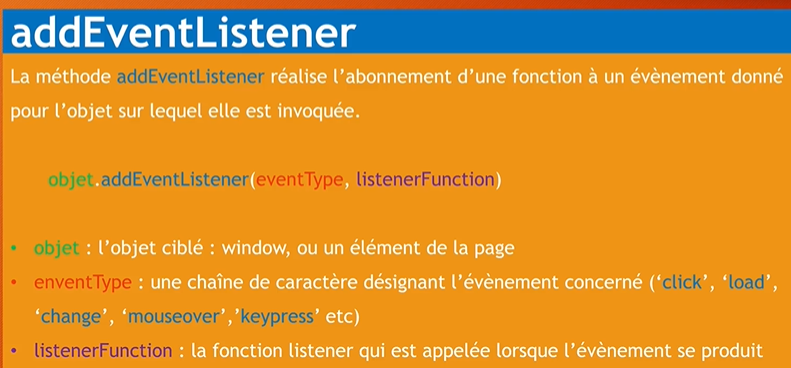 addEventListener
La méthode addEventListener réalise l’abonnement d’une fonction à un évènement donné
pour l’objet sur lequel elle est invoquée.
objet.addEventListener(eventType, listenerFunction)
• objet : l’objet ciblé : window, ou un élément de la page
• enventType : une chaîne de caractère désignant l’évènement concerné (‘click’, ‘load’,
‘change’, ‘mouseover’,’keypress’ etc)
• listenerFunction : la fonction listener qui est appelée lorsque l’évènement se produit